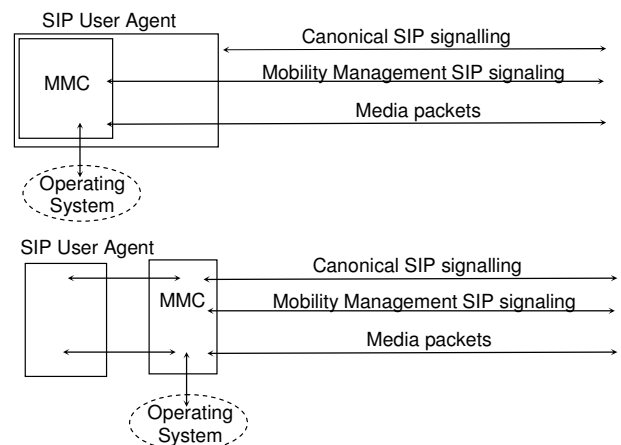 SIP User Agent
Canonical SIP signalling
MMC
Mobility Management SIP signaling
Media packets
Operating
System
SIP User Agent
Canonical SIP signalling
MMC
Mobility Management SIP signaling
Media packets
Operating
System